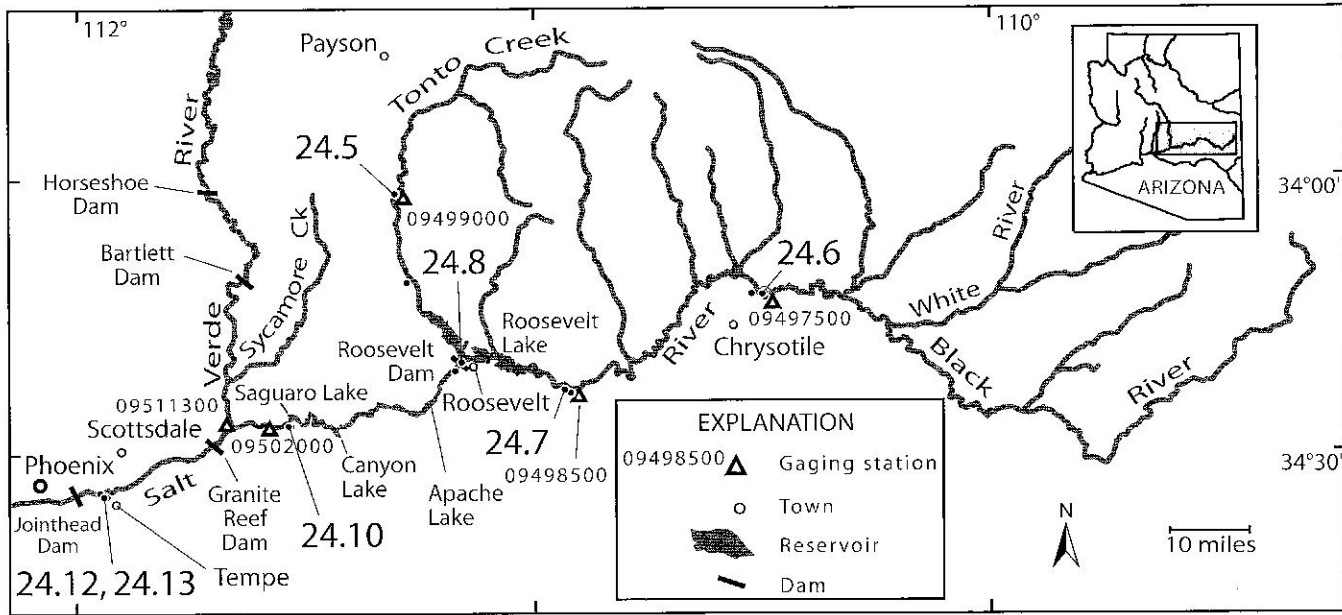 112°
110°
Payson
Tonto Creek
River
24.5
Horseshoe
Dam
09499000
ARIZONA
34°00'
Bartlett
Dam
Sycamore Ck
24.8
24.6
River
White
Verde
Roosevelt
Lake
River
09497500
Chrysotile
Black
River
Roosevelt
Dam
Saguaro Lake
Roosevelt
09511300
Scottsdale
09502000
24.7
09498500
Phoenix
Salt
Canyon
Lake
Apache
Lake
Granite
Reef
Dam
24.10
Jointhead
Dam
Tempe
24.12, 24.13
34°30'
EXPLANATION
09498500
Gaging station
Town
Reservoir
Dam
N
10 miles